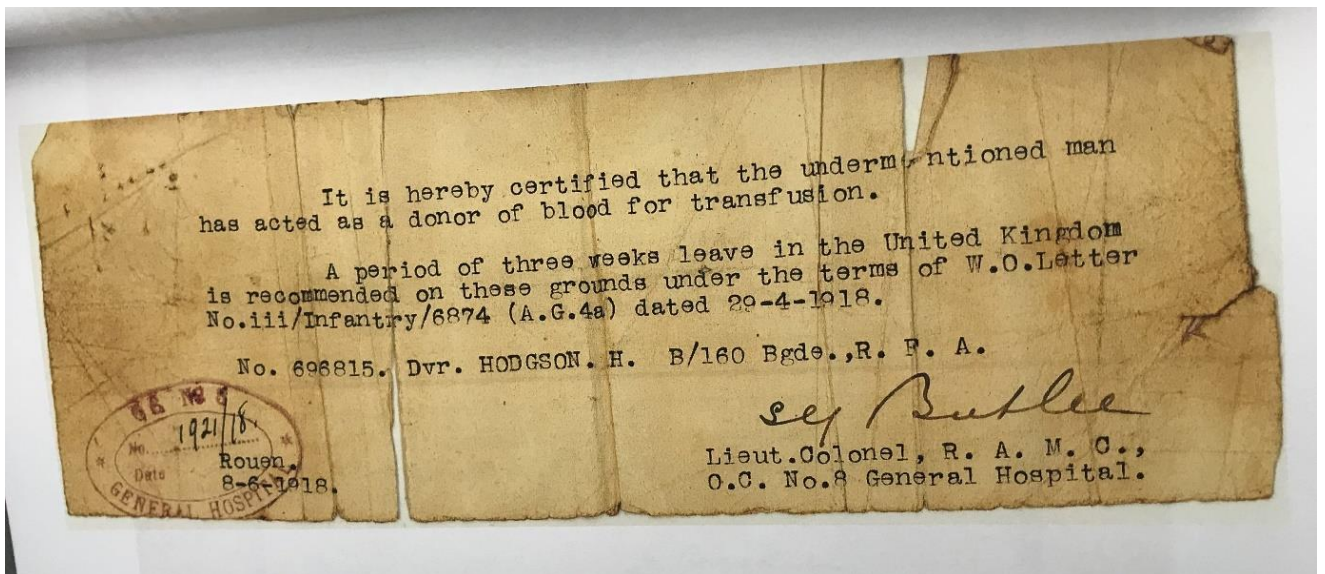 It is hereby certified that the undermentioned man
has acted as a donor of blood for transfusion.
A period of three weeks leave in the United Kingdom
is recommended on these grounds under the terms of W.O.Letter
No.iii/Infantry/6874 (A.G.4a) dated 29-4-1918.
No. 696815. Dvr. HODGSON. H. B/160 Bgde.,R. F. A.
Butler
Lieut.Colonel, R. A. M. C.,
O.C. No.8 General Hospital.
No. 1921/18.
Date
Rouen.
8-6-1918.
GENERAL HOSPITAL